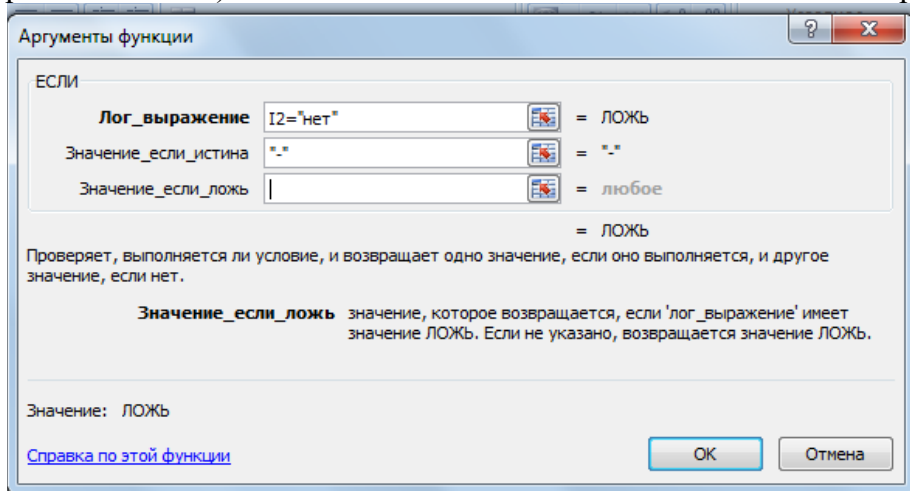 Аргументы функции
ЕСЛИ
Лог_выражение I2="нет" = ЛОЖЬ
Значение_если_истина "-" = "-"
Значение_если_ложь = любое
= ЛОЖЬ
Проверяет, выполняется ли условие, и возвращает одно значение, если оно выполняется, и другое
значение, если нет.
Значение_если_ложь значение, которое возвращается, если 'лог_выражение' имеет
значение ЛОЖЬ. Если не указано, возвращается значение ЛОЖЬ.
Значение: ЛОЖЬ
Справка по этой функции
ОК Отмена